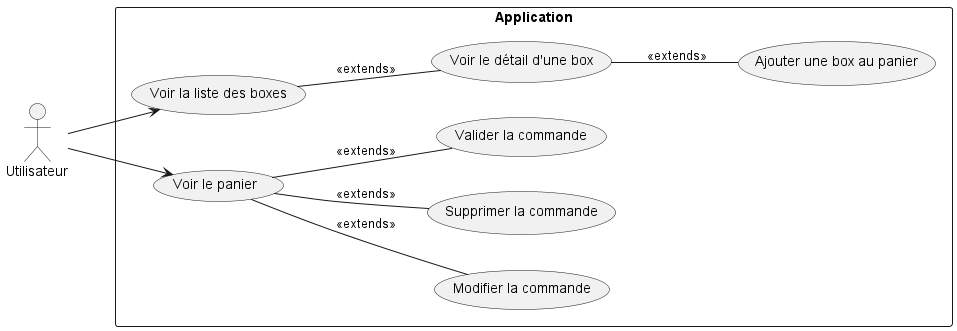 Application
Voir la liste des boxes
«extends»
Voir le détail d'une box
«extends»
Ajouter une box au panier
Utilisateur
Voir le panier
«extends»
Valider la commande
«extends»
Supprimer la commande
«extends»
Modifier la commande